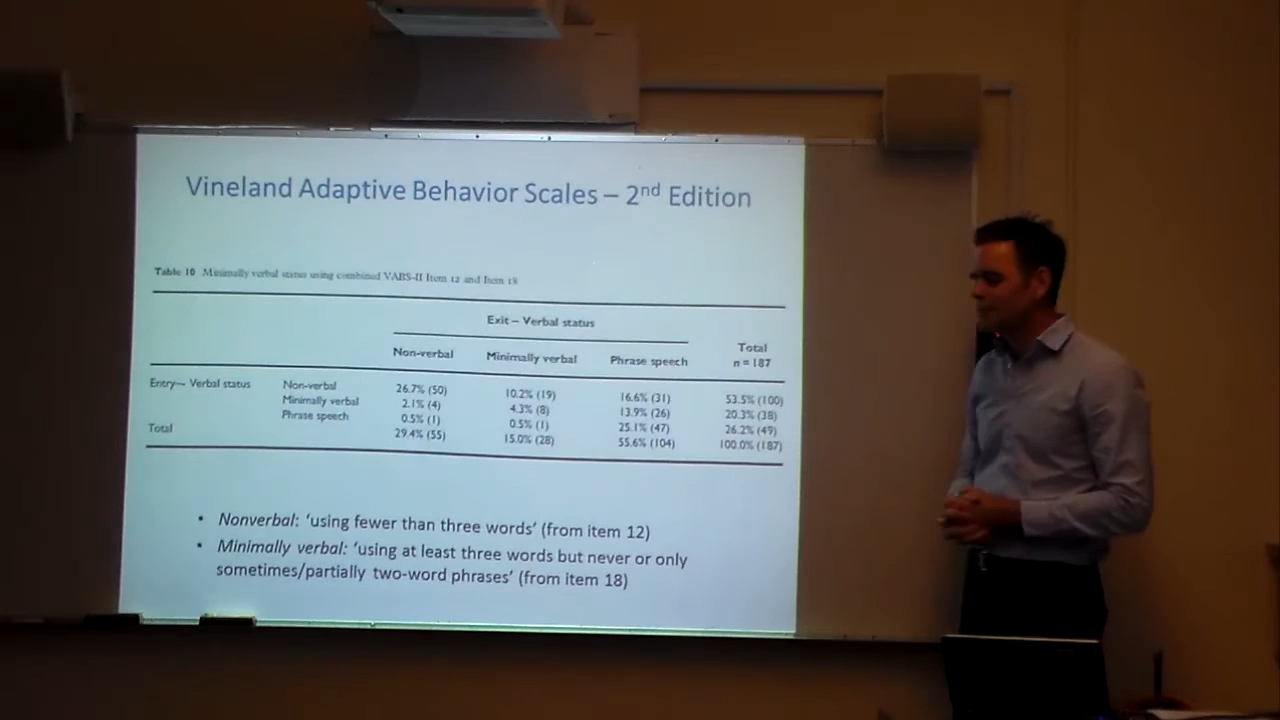 Vineland Adaptive Behavior Scales – 2nd Edition
Table 10 Minimally verbal status using combined VABS-II Item 12 and Item 18
Exit – Verbal status
Non-verbal Minimally verbal Phrase speech Total n = 187
Entry– Verbal status Non-verbal 26.7% (50) 10.2% (19) 16.6% (31) 53.5% (100)
Minimally verbal 2.1% (4) 4.3% (8) 13.9% (26) 20.3% (38)
Phrase speech 0.5% (1) 0.5% (1) 25.1% (47) 26.2% (49)
Total 29.4% (55) 15.0% (28) 55.6% (104) 100.0% (187)
• Nonverbal: ‘using fewer than three words’ (from item 12)
• Minimally verbal: ‘using at least three words but never or only
sometimes/partially two-word phrases’ (from item 18)